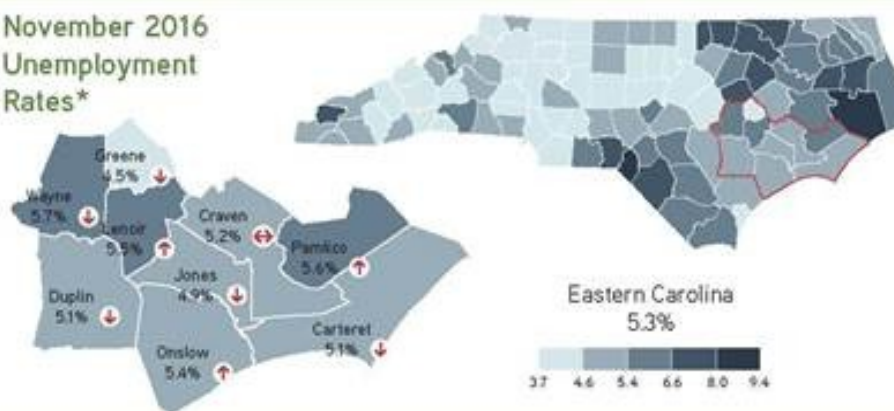 November 2016
Unemployment
Rates*
Greene
4.5%
Wayne
5.7%
Lenoir
5.5%
Craven
5.2%
Pamlico
5.6%
Jones
4.9%
Duplin
5.1%
Carteret
5.1%
Onslow
5.4%
Eastern Carolina
5.3%
3.7 4.6 5.4 6.6 8.0 9.4